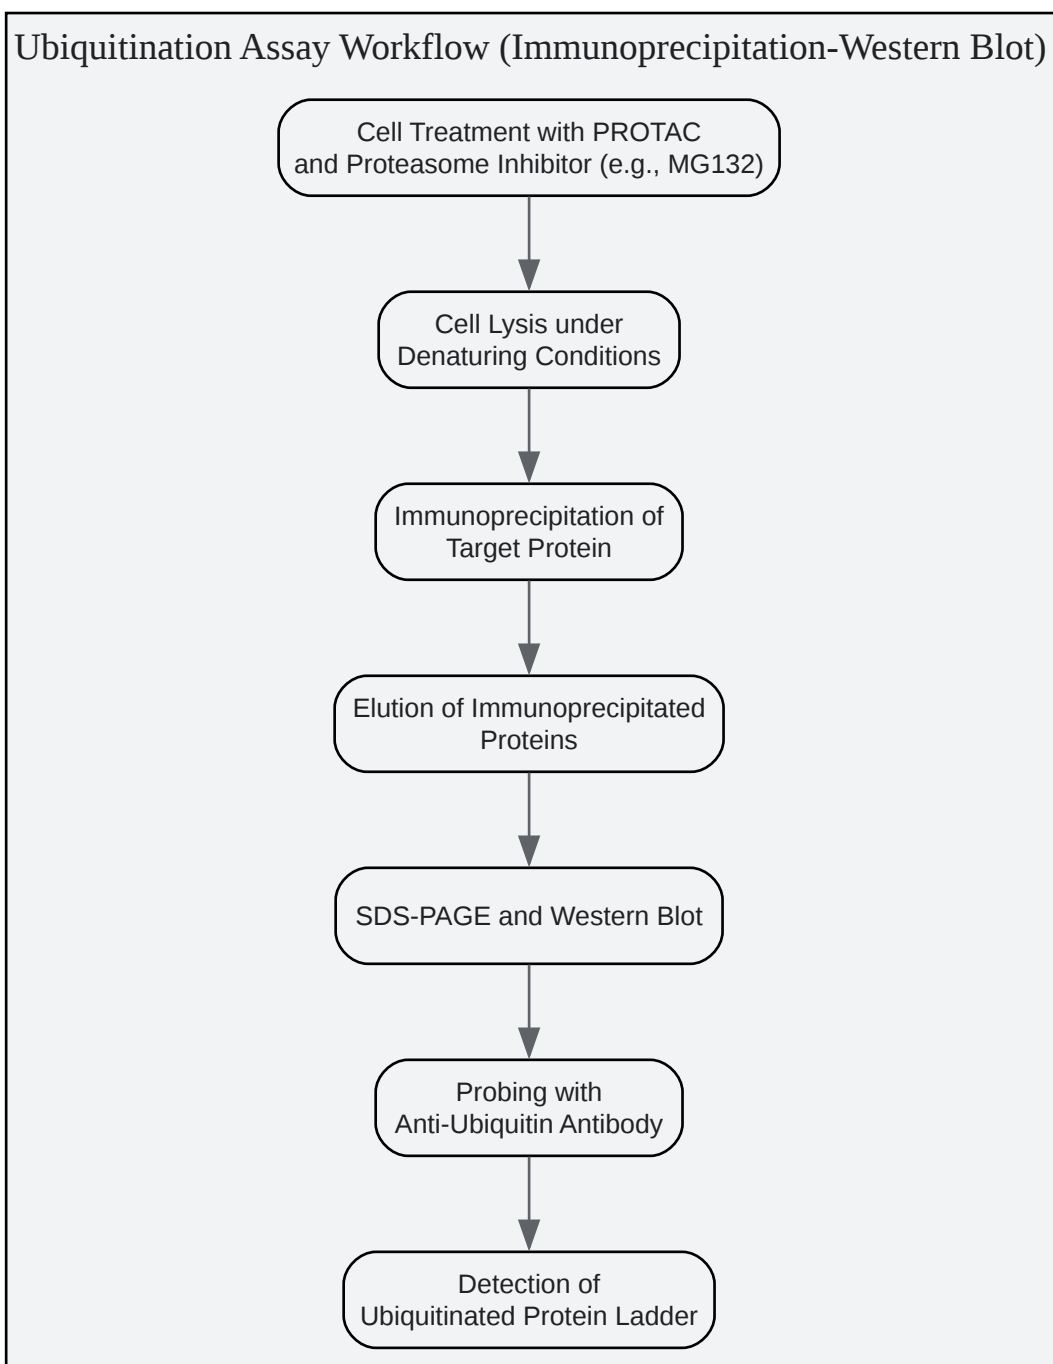 Ubiquitination Assay Workflow (Immunoprecipitation-Western Blot)
Cell Treatment with PROTAC
and Proteasome Inhibitor (e.g., MG132)
Cell Lysis under
Denaturing Conditions
Immunoprecipitation of
Target Protein
Elution of Immunoprecipitated
Proteins
SDS-PAGE and Western Blot
Probing with
Anti-Ubiquitin Antibody
Detection of
Ubiquitinated Protein Ladder